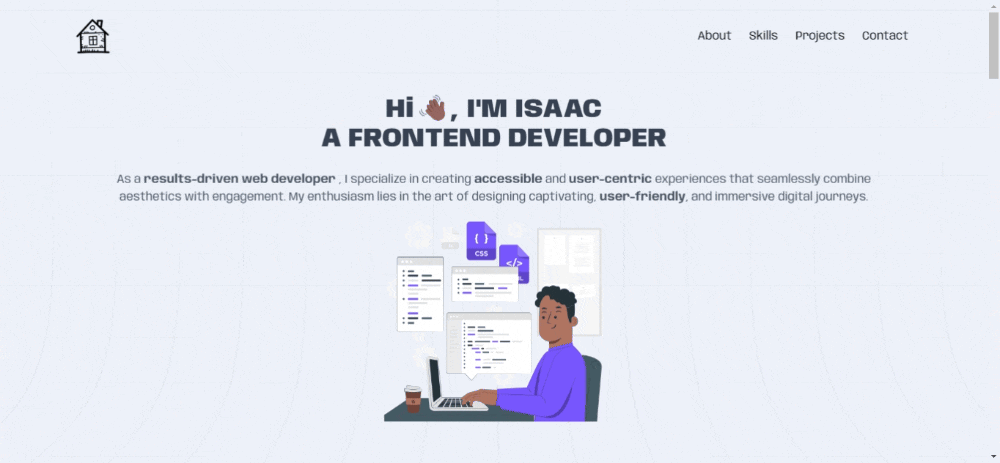 About Skills Projects Contact
Hi 👋🏾, I'M ISAAC
A FRONTEND DEVELOPER
As a results-driven web developer , I specialize in creating accessible and user-centric experiences that seamlessly combine
aesthetics with engagement. My enthusiasm lies in the art of designing captivating, user-friendly, and immersive digital journeys.
{ }
CSS
</>